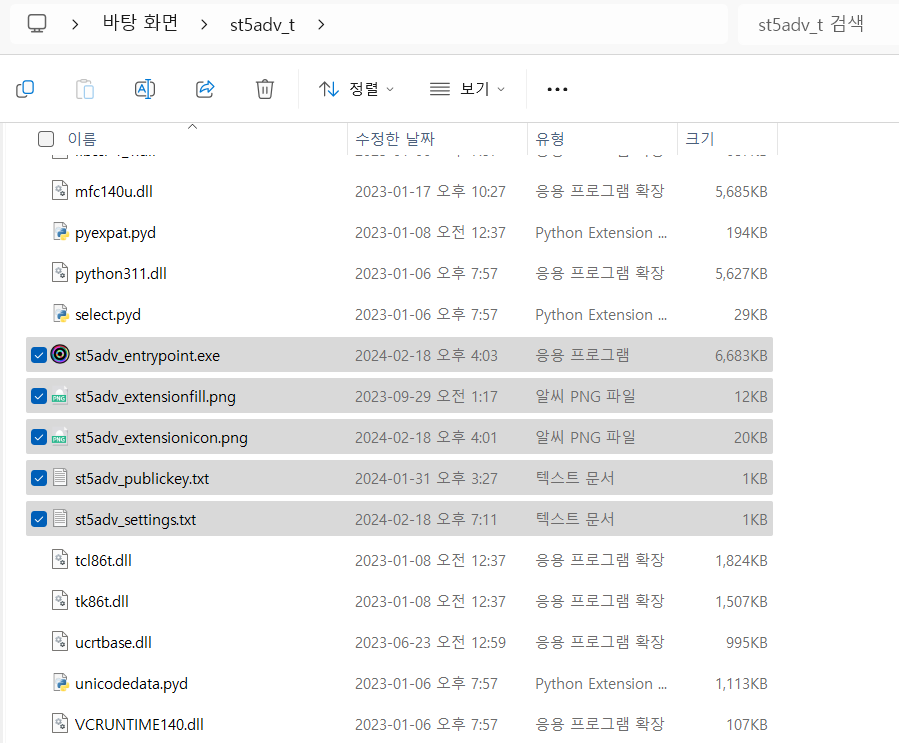 바탕 화면 > st5adv_t >
st5adv_t 검색
정렬 보기 ...
이름 수정한 날짜 유형 크기
mfc140u.dll 2023-01-17 오후 10:27 응용 프로그램 확장 5,685KB
pyexpat.pyd 2023-01-08 오전 12:37 Python Extension ... 194KB
python311.dll 2023-01-06 오후 7:57 응용 프로그램 확장 5,627KB
select.pyd 2023-01-06 오후 7:57 Python Extension ... 29KB
st5adv_entrypoint.exe 2024-02-18 오후 4:03 응용 프로그램 6,683KB
st5adv_extensionfill.png 2023-09-29 오전 1:17 알씨 PNG 파일 12KB
st5adv_extensionicon.png 2024-02-18 오후 4:01 알씨 PNG 파일 20KB
st5adv_publickey.txt 2024-01-31 오후 3:27 텍스트 문서 1KB
st5adv_settings.txt 2024-02-18 오후 7:11 텍스트 문서 1KB
tcl86t.dll 2023-01-08 오전 12:37 응용 프로그램 확장 1,824KB
tk86t.dll 2023-01-08 오전 12:37 응용 프로그램 확장 1,507KB
ucrtbase.dll 2023-06-23 오전 12:59 응용 프로그램 확장 995KB
unicodedata.pyd 2023-01-06 오후 7:57 Python Extension ... 1,113KB
VCRUNTIME140.dll 2023-01-06 오후 7:57 응용 프로그램 확장 107KB